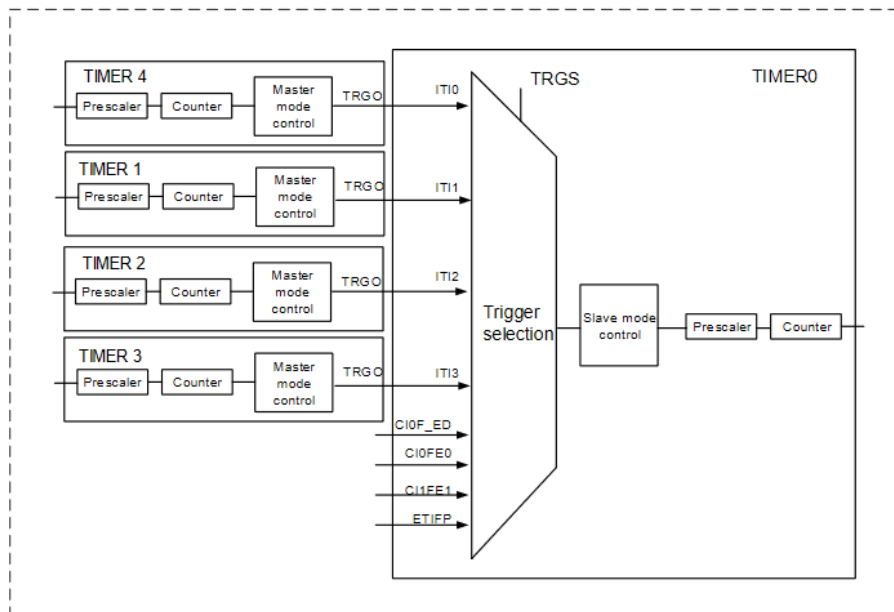 TIMER 4
Prescaler
Counter
Master
mode
control
TRGO
ITI0
TRGS
TIMER0
TIMER 1
Prescaler
Counter
Master
mode
control
TRGO
ITI1
TIMER 2
Prescaler
Counter
Master
mode
control
TRGO
ITI2
Trigger
selection
Slave mode
control
Prescaler
Counter
TIMER 3
Prescaler
Counter
Master
mode
control
TRGO
ITI3
CI0F_ED
CI0FE0
CI1FE1
ETIFP